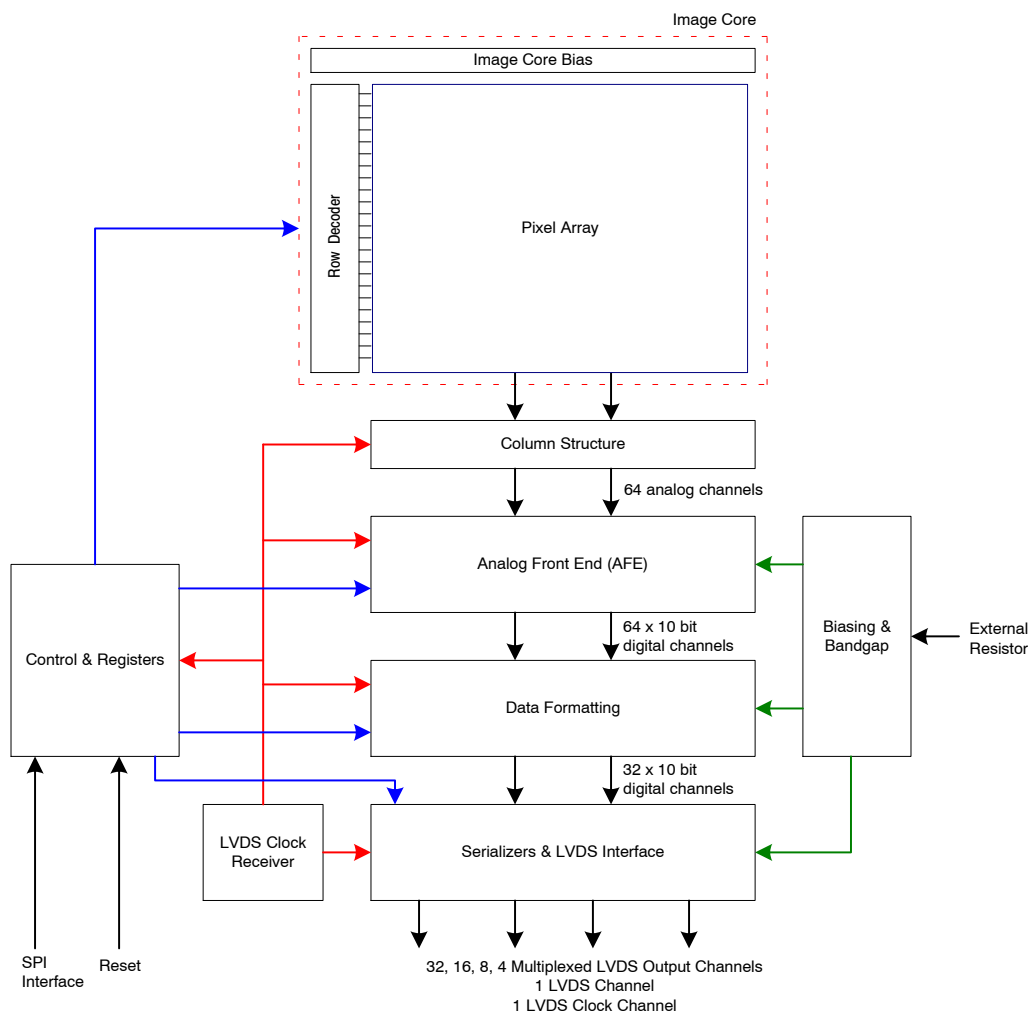 Image Core
Image Core Bias
Row Decoder
Pixel Array
Column Structure
64 analog channels
Analog Front End (AFE)
64 x 10 bit
digital channels
Biasing &
Bandgap
External
Resistor
Control & Registers
Data Formatting
32 x 10 bit
digital channels
LVDS Clock
Receiver
Serializers & LVDS Interface
SPI
Interface
Reset
32, 16, 8, 4 Multiplexed LVDS Output Channels
1 LVDS Channel
1 LVDS Clock Channel